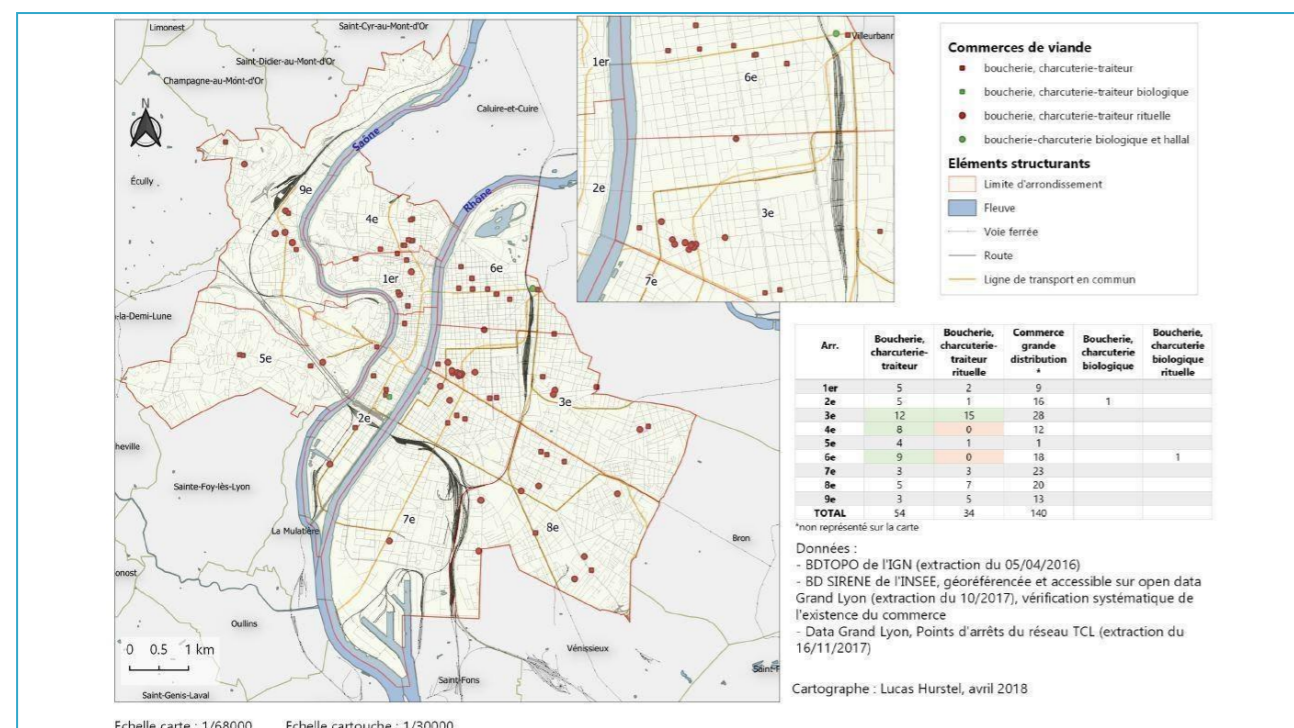 Limonest
Saint-Cyr-au-Mont-d'Or
Saint-Didier-au-Mont-d'Or
Champagne-au-Mont-d'Or
N
Caluire-et-Cuire
Saône
Écully
9e
Rhône
4e
6e
1er
-la-Demi-Lune
5e
3e
2e
Sainte-Foy-lès-Lyon
7e
La Mulatière
8e
Bron
Oullins
0 0.5 1 km
Vénissieux
Saint-Fons
Saint-Genis-Laval
1er
Villeurbann
6e
2e
3e
7e
Commerces de viande
boucherie, charcuterie-traiteur
boucherie, charcuterie-traiteur biologique
boucherie, charcuterie-traiteur rituelle
boucherie-charcuterie biologique et hallal
Eléments structurants
Limite d'arrondissement
Fleuve
Voie ferrée
Route
Ligne de transport en commun
Arr. Boucherie, charcuterie-traiteur Boucherie, charcuterie-traiteur rituelle Commerce grande distribution * Boucherie, charcuterie biologique Boucherie, charcuterie biologique rituelle
1er 5 2 9
2e 5 1 16 1
3e 12 15 28
4e 8 0 12
5e 4 1 1
6e 9 0 18 1
7e 3 3 23
8e 5 7 20
9e 3 5 13
TOTAL 54 34 140
*non représenté sur la carte
Données :
- BDTOPO de l'IGN (extraction du 05/04/2016)
- BD SIRENE de l'INSEE, géoréférencée et accessible sur open data
Grand Lyon (extraction du 10/2017), vérification systématique de
l'existence du commerce
- Data Grand Lyon, Points d'arrêts du réseau TCL (extraction du
16/11/2017)
Cartographe : Lucas Hurstel, avril 2018
Echelle carte : 1/68000 Echelle cartouche : 1/30000